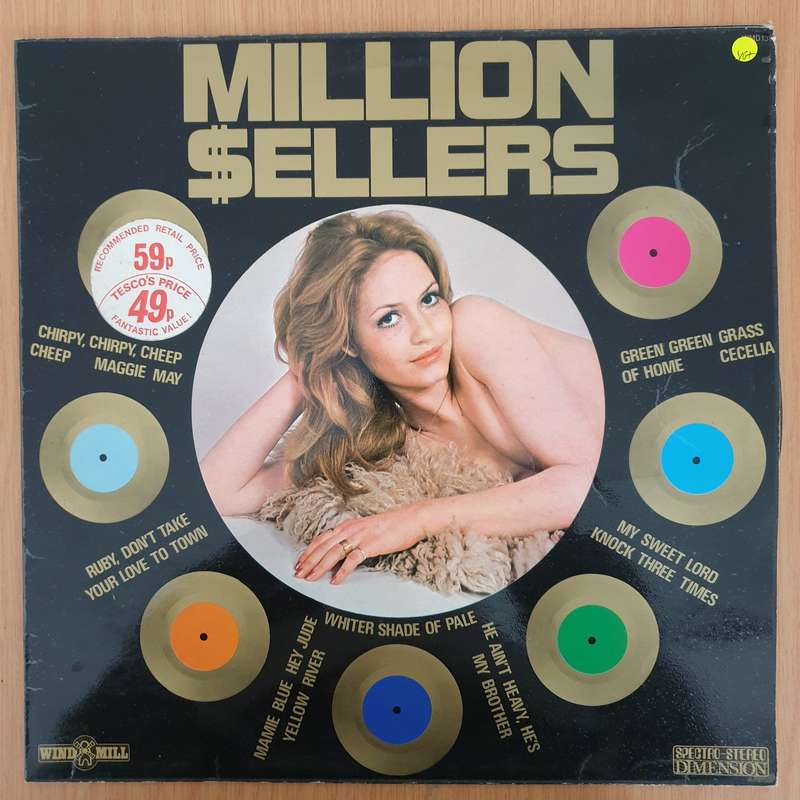 MILLION
$ELLERS
VG+
RECOMMENDED RETAIL PRICE
59p
TESCO'S PRICE
49p
FANTASTIC VALUE!
CHIRPY, CHIRPY, CHEEP
CHEEP MAGGIE MAY
GREEN GREEN GRASS
OF HOME CECELIA
RUBY, DON'T TAKE
YOUR LOVE TO TOWN
MY SWEET LORD
KNOCK THREE TIMES
MAMIE BLUE HEY JUDE
YELLOW RIVER
WHITER SHADE OF PALE
HE AIN'T HEAVY, HE'S
MY BROTHER
WIND MILL
SPECTRO-STEREO
DIMENSION